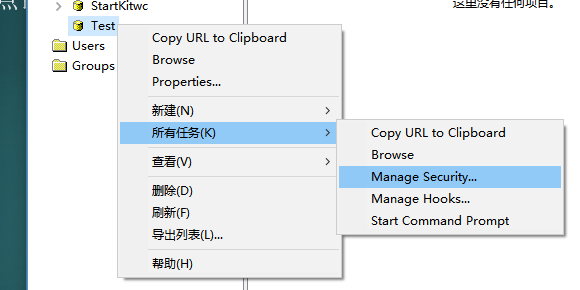 StartKitwc
这里没有任何项目。
Test
Users
Groups
Copy URL to Clipboard
Browse
Properties...
新建(N)
所有任务(K)
查看(V)
删除(D)
刷新(F)
导出列表(L)...
帮助(H)
Copy URL to Clipboard
Browse
Manage Security...
Manage Hooks...
Start Command Prompt